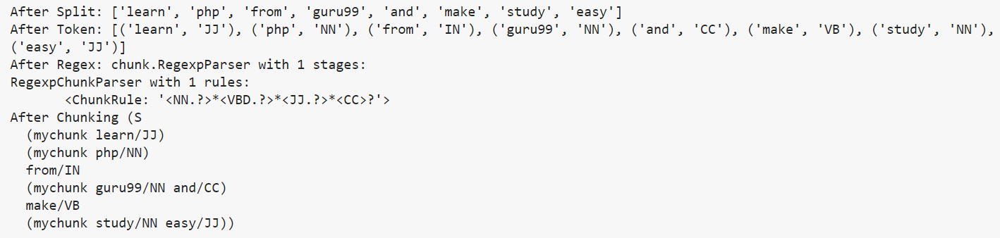 After Split: ['learn', 'php', 'from', 'guru99', 'and', 'make', 'study', 'easy']
After Token: [('learn', 'JJ'), ('php', 'NN'), ('from', 'IN'), ('guru99', 'NN'), ('and', 'CC'), ('make', 'VB'), ('study', 'NN'),
('easy', 'JJ')]
After Regex: chunk.RegexpParser with 1 stages:
RegexpChunkParser with 1 rules:
       <ChunkRule: '<NN.?>*<VBD.?>*<JJ.?>*<CC>?'>
After Chunking (S
  (mychunk learn/JJ)
  (mychunk php/NN)
  from/IN
  (mychunk guru99/NN and/CC)
  make/VB
  (mychunk study/NN easy/JJ))